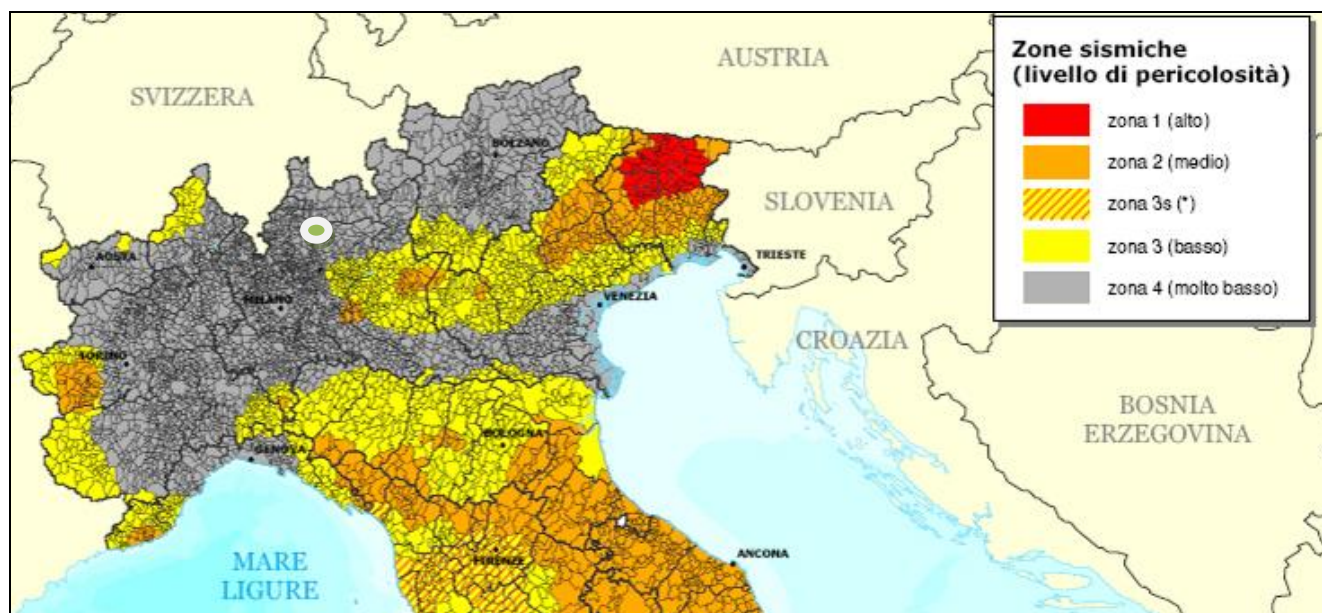 AUSTRIA
SVIZZERA
BOLZANO
SLOVENIA
AOSTA
TRIESTE
MILANO
VENEZIA
CROAZIA
TORINO
BOSNIA
ERZEGOVINA
BOLOGNA
GENOVA
MARE
LIGURE
FIRENZE
ANCONA
Zone sismiche
(livello di pericolosità)
zona 1 (alto)
zona 2 (medio)
zona 3s (*)
zona 3 (basso)
zona 4 (molto basso)